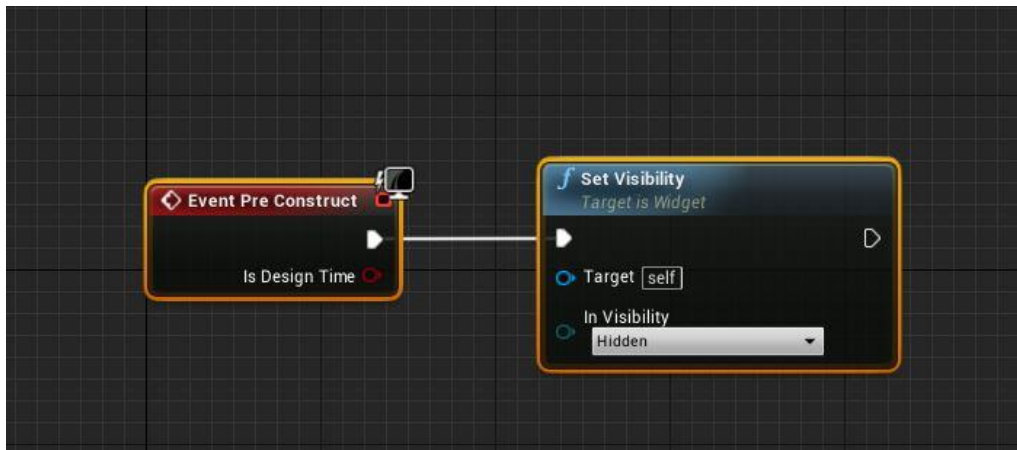 Event Pre Construct
Is Design Time
f Set Visibility
Target is Widget
Target self
In Visibility
Hidden